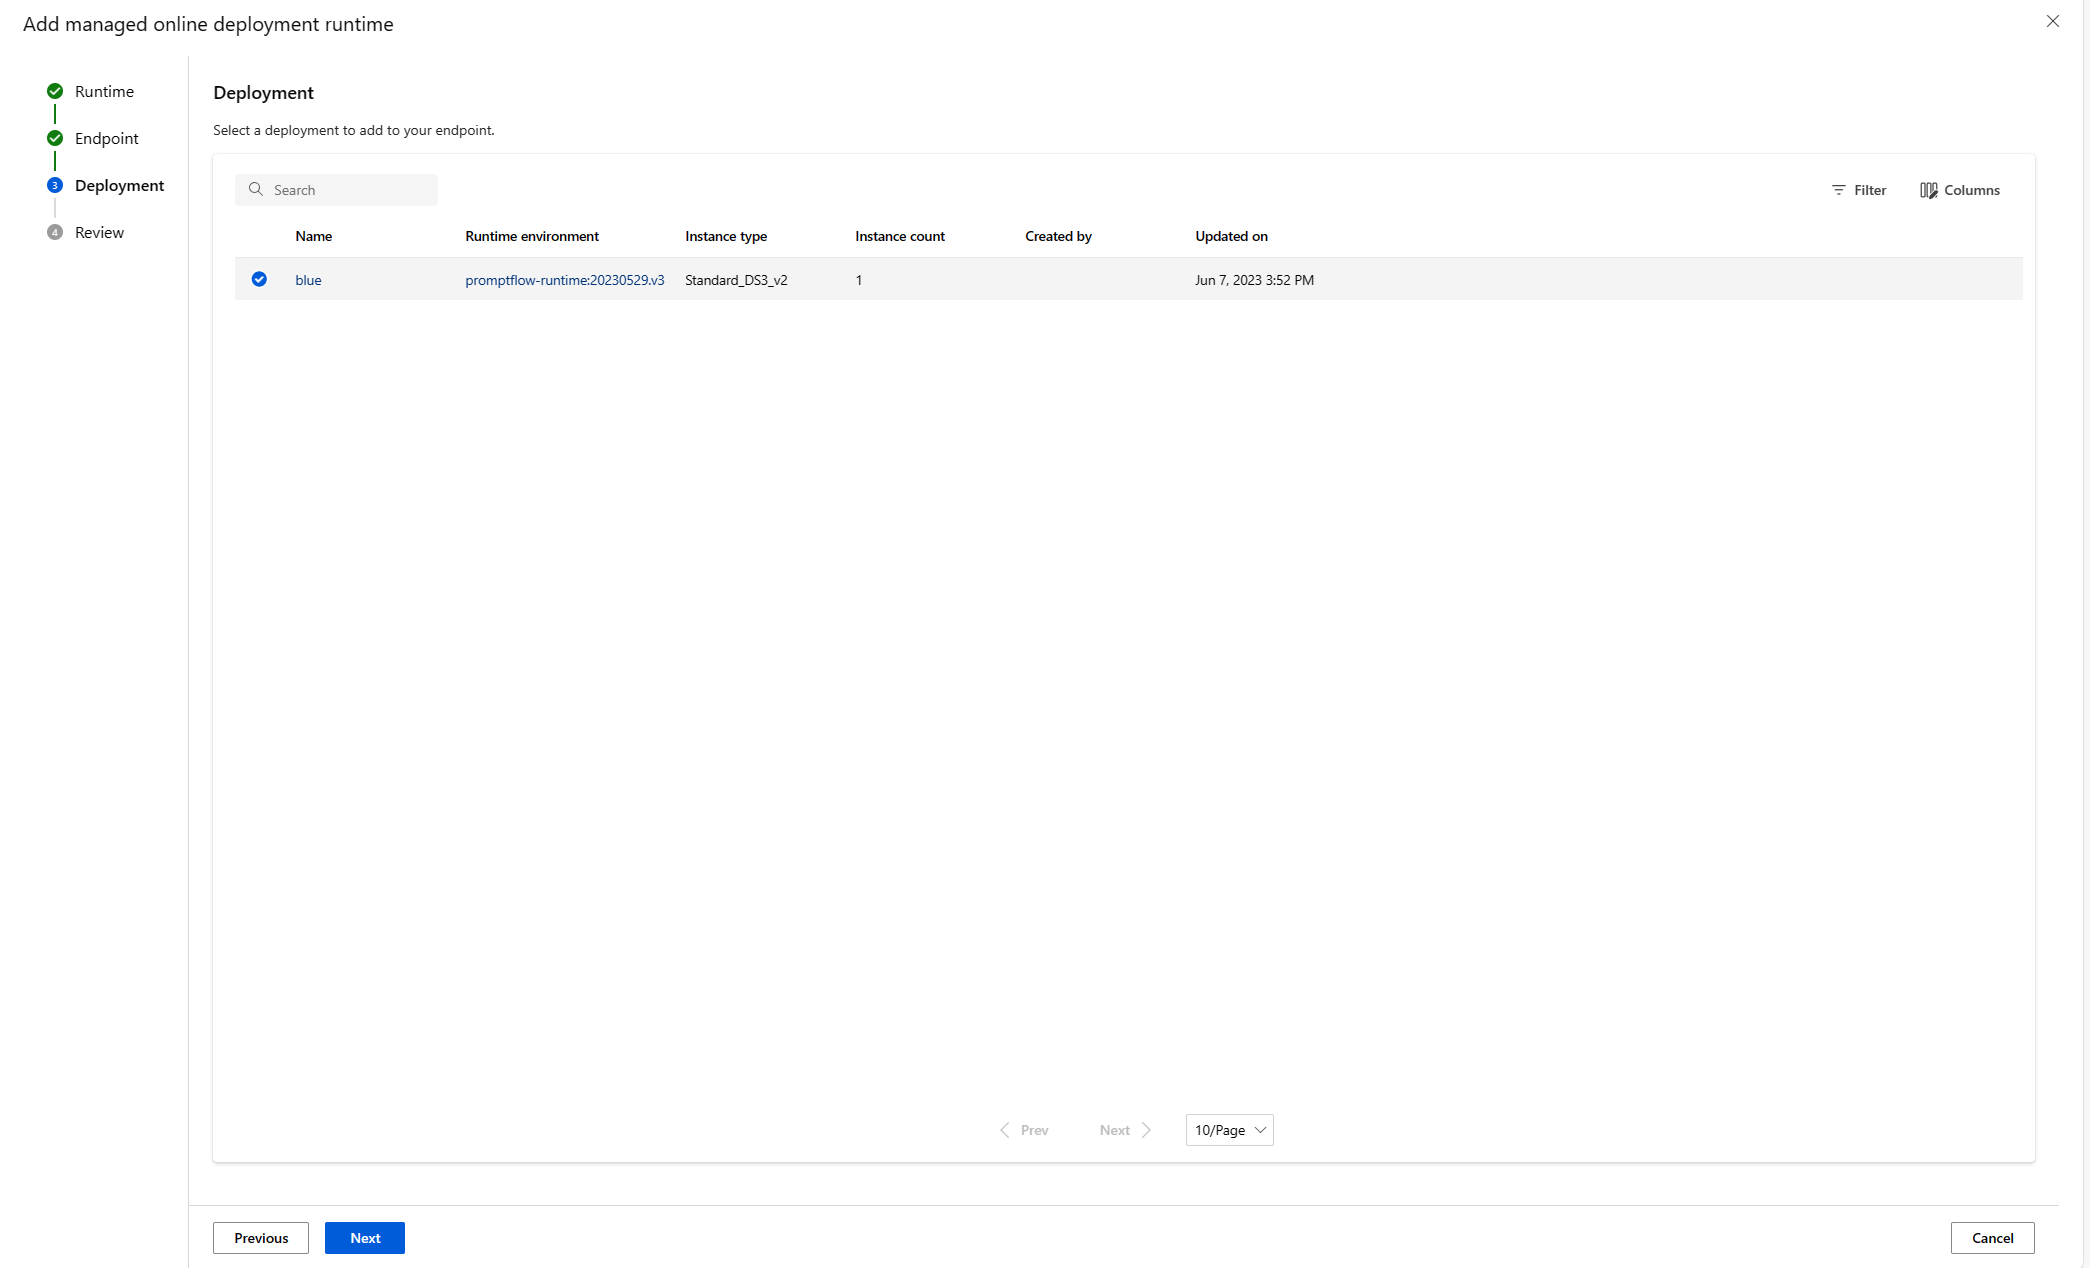 Add managed online deployment runtime
Runtime
Endpoint
3 Deployment
4 Review
Deployment
Select a deployment to add to your endpoint.
Search
Filter Columns
Name Runtime environment Instance type Instance count Created by Updated on
blue promptflow-runtime:20230529.v3 Standard_DS3_v2 1 Jun 7, 2023 3:52 PM
Prev Next 10/Page
Previous Next Cancel